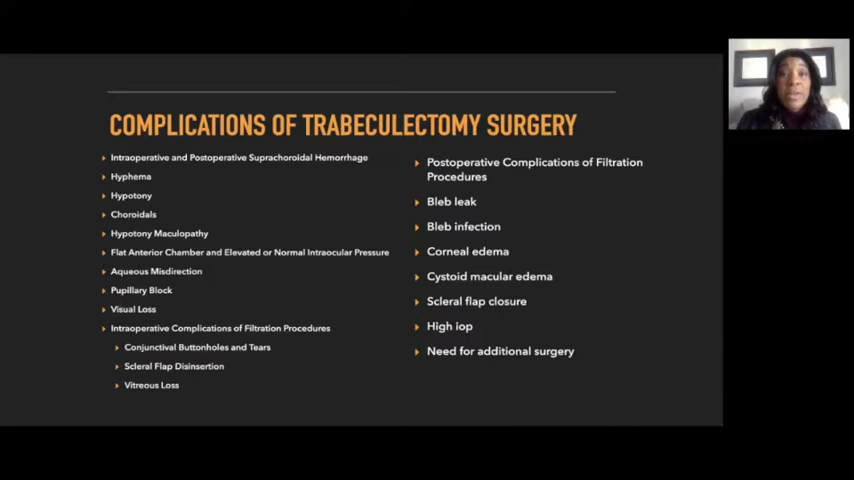 COMPLICATIONS OF TRABECULECTOMY SURGERY
Intraoperative and Postoperative Suprachoroidal Hemorrhage
Hyphema
Hypotony
Choroidals
Hypotony Maculopathy
Flat Anterior Chamber and Elevated or Normal Intraocular Pressure
Aqueous Misdirection
Pupillary Block
Visual Loss
Intraoperative Complications of Filtration Procedures
Conjunctival Buttonholes and Tears
Scleral Flap Disinsertion
Vitreous Loss
Postoperative Complications of Filtration
Procedures
Bleb leak
Bleb infection
Corneal edema
Cystoid macular edema
Scleral flap closure
High iop
Need for additional surgery